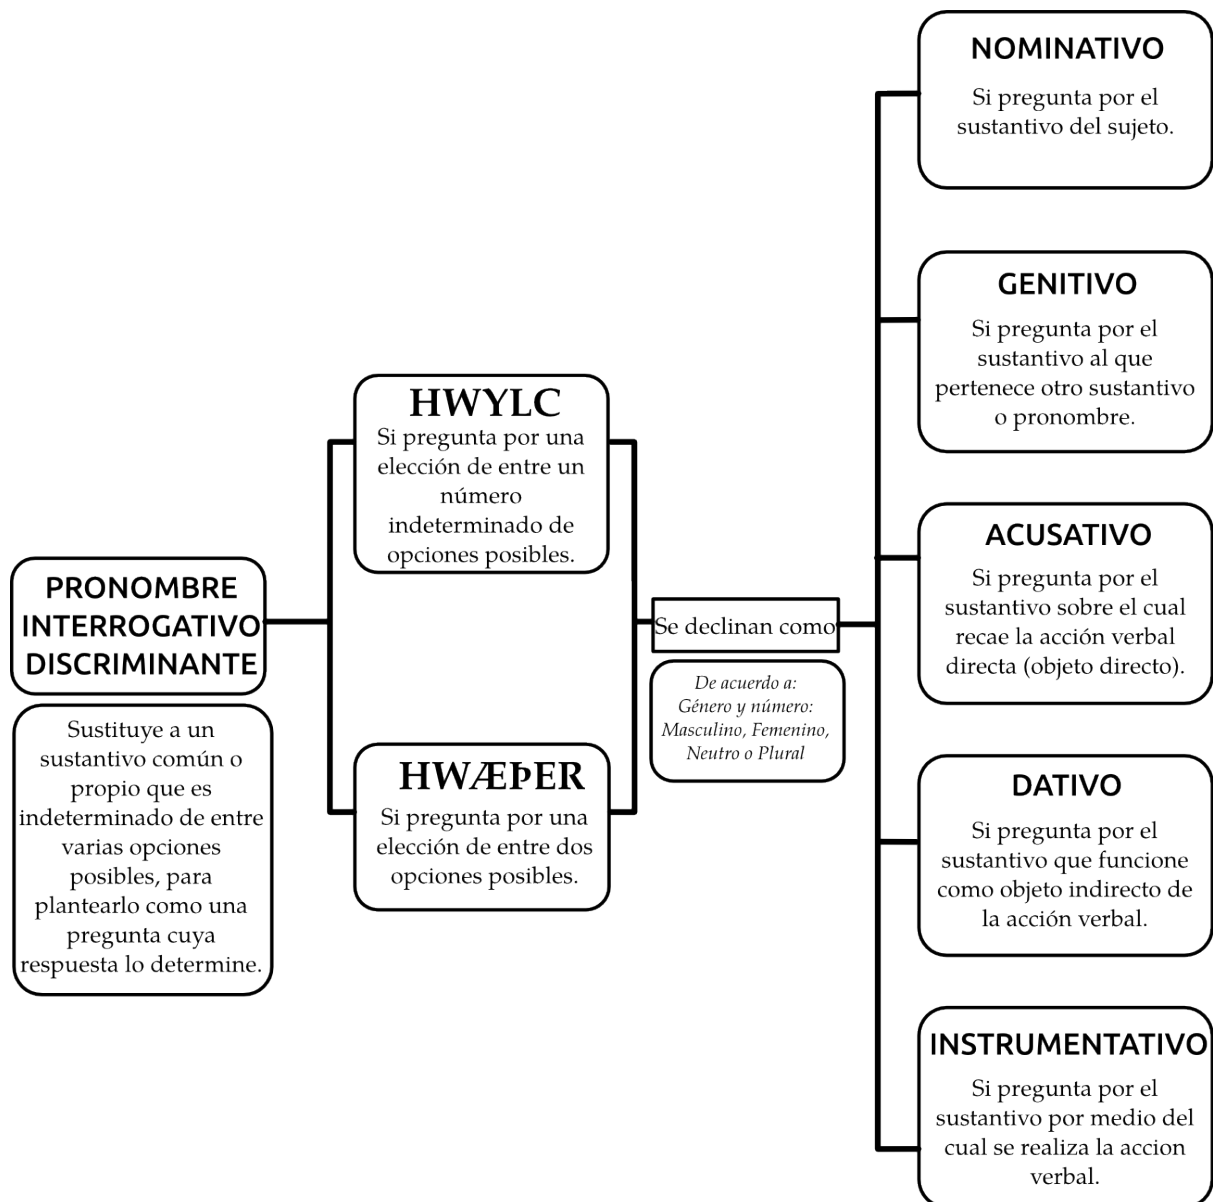 PRONOMBRE
INTERROGATIVO
DISCRIMINANTE
Sustituye a un
sustantivo común o
propio que es
indeterminado de entre
varias opciones
posibles, para
plantearlo como una
pregunta cuya
respuesta lo determine.
HWYLC
Si pregunta por una
elección de entre un
número
indeterminado de
opciones posibles.
HWÆÞER
Si pregunta por una
elección de entre dos
opciones posibles.
Se declinan como
De acuerdo a:
Género y número:
Masculino, Femenino,
Neutro o Plural
NOMINATIVO
Si pregunta por el
sustantivo del sujeto.
GENITIVO
Si pregunta por el
sustantivo al que
pertenece otro sustantivo
o pronombre.
ACUSATIVO
Si pregunta por el
sustantivo sobre el cual
recae la acción verbal
directa (objeto directo).
DATIVO
Si pregunta por el
sustantivo que funcione
como objeto indirecto de
la acción verbal.
INSTRUMENTATIVO
Si pregunta por el
sustantivo por medio del
cual se realiza la accion
verbal.